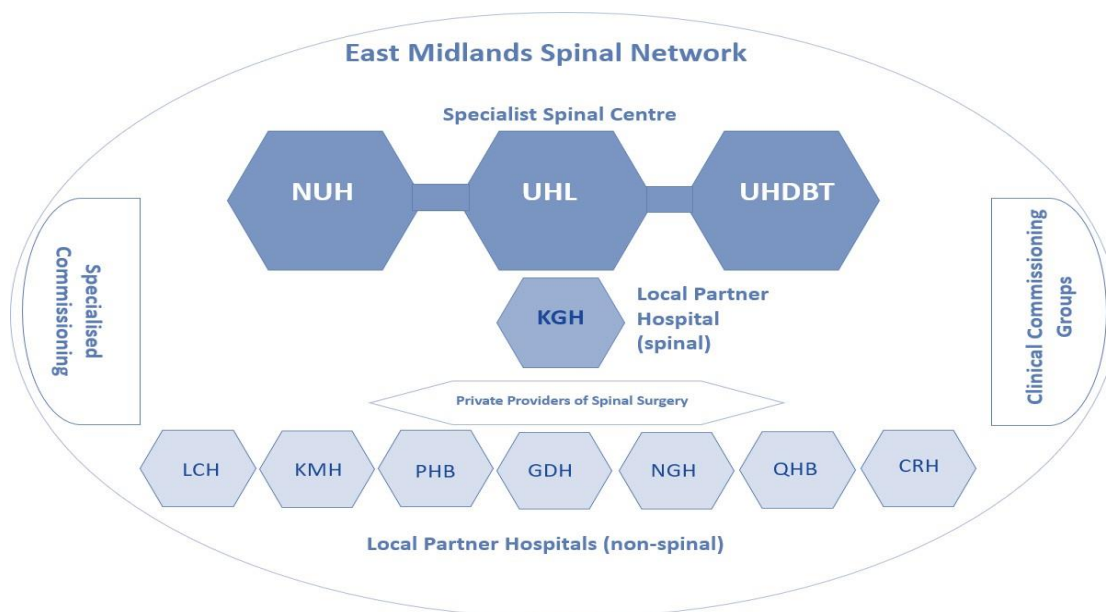 East Midlands Spinal Network
Specialist Spinal Centre
NUH
UHL
UHDBT
Specialised
Commissioning
KGH
Local Partner
Hospital
(spinal)
Clinical Commissioning
Groups
Private Providers of Spinal Surgery
LCH
KMH
PHB
GDH
NGH
QHB
CRH
Local Partner Hospitals (non-spinal)